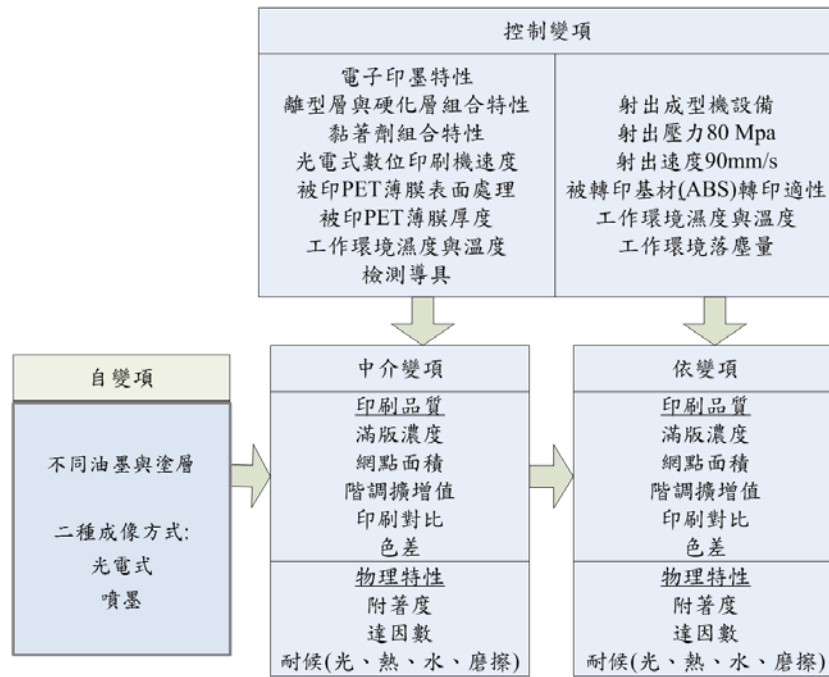 控制變項
電子印墨特性
離型層與硬化層組合特性
黏著劑組合特性
光電式數位印刷機速度
被印PET薄膜表面處理
被印PET薄膜厚度
工作環境濕度與溫度
檢測導具
射出成型機設備
射出壓力80 Mpa
射出速度90mm/s
被轉印基材(ABS)轉印適性
工作環境濕度與溫度
工作環境落塵量
自變項
不同油墨與塗層
二種成像方式:
光電式
噴墨
中介變項
印刷品質
滿版濃度
網點面積
階調擴增值
印刷對比
色差
物理特性
附著度
達因數
耐候(光、熱、水、磨擦)
依變項
印刷品質
滿版濃度
網點面積
階調擴增值
印刷對比
色差
物理特性
附著度
達因數
耐候(光、熱、水、磨擦)